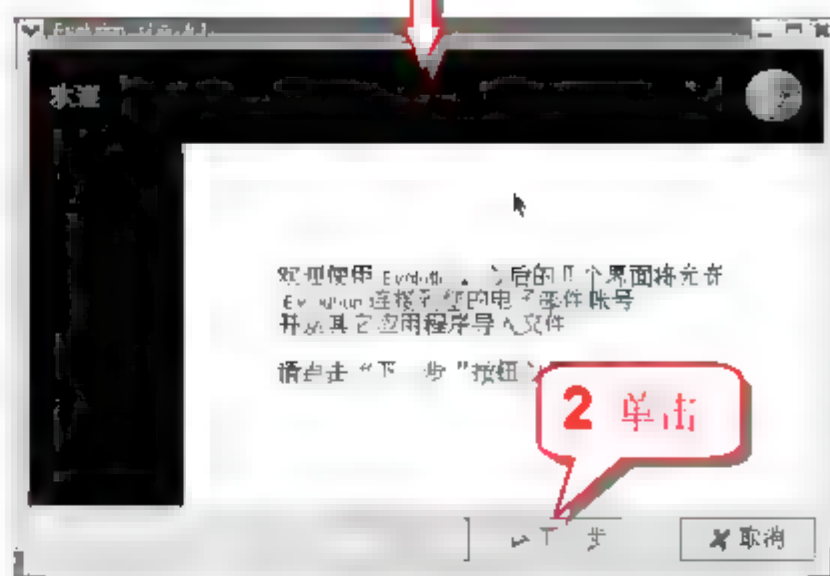 欢迎
欢迎使用 Evolution 。 之后的几个界面将允许
Evolution 连接到您的电子邮件账号
并从其它应用程序导入文件
请点击“下一步”按钮
2 单击
下一步
取消